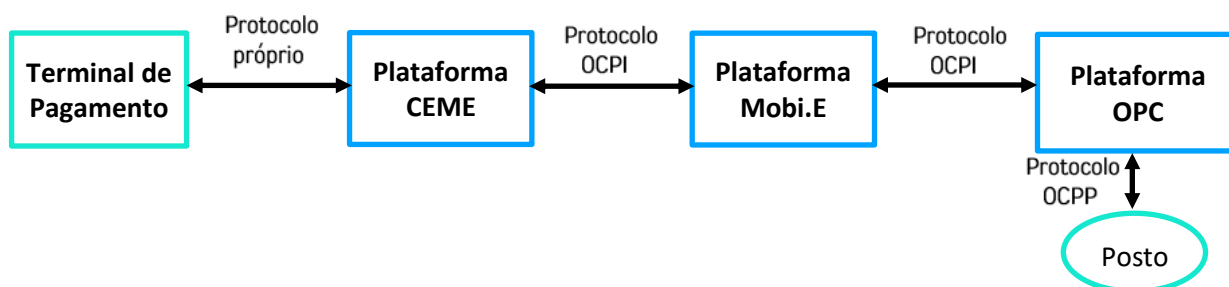 Protocolo
próprio
Protocolo
OCPI
Protocolo
OCPI
Terminal de
Pagamento
Plataforma
CEME
Plataforma
Mobi.E
Plataforma
OPC
Protocolo
OCPP
Posto